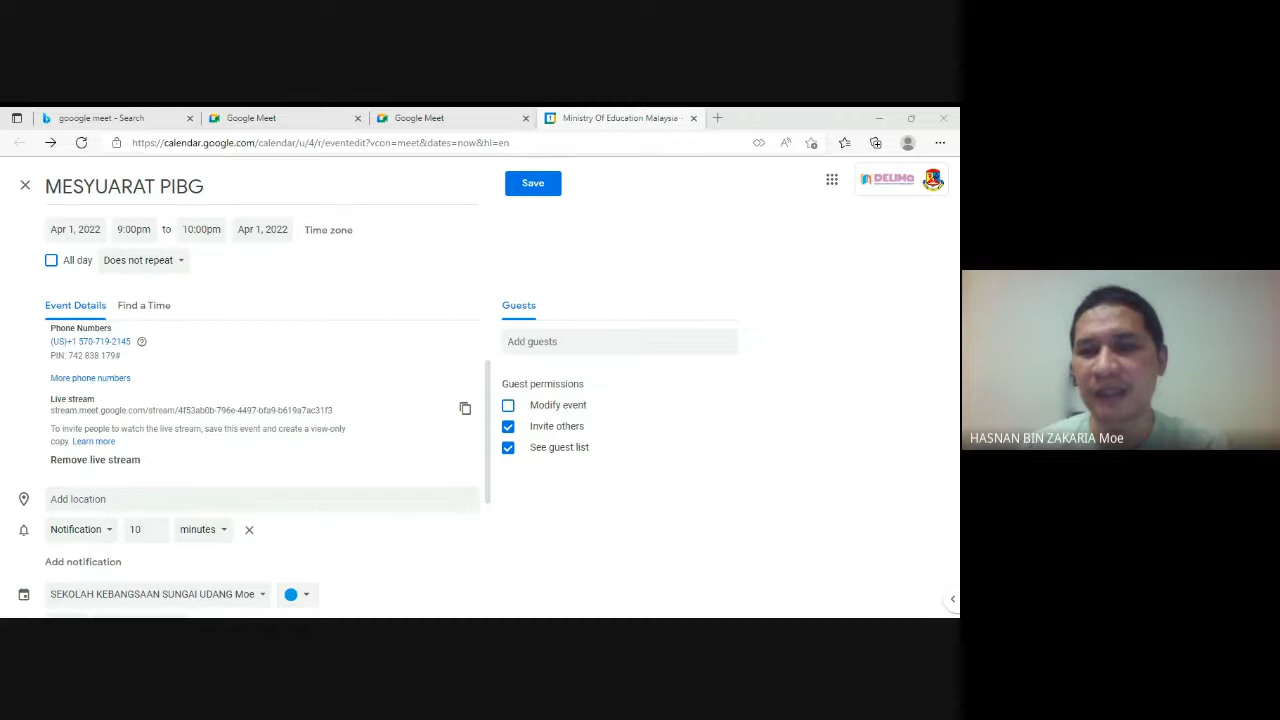 gooogle meet - Search
Google Meet
Google Meet
Ministry Of Education Malaysia -
https://calendar.google.com/calendar/u/4/r/eventedit?vcon=meet&dates=now&hl=en
MESYUARAT PIBG
Save
DELIMa
Apr 1, 2022 9:00pm to 10:00pm Apr 1, 2022 Time zone
All day Does not repeat
Event Details Find a Time
Phone Numbers
(US)+1 570-719-2145
PIN: 742 838 179#
More phone numbers
Live stream
stream.meet.google.com/stream/4f53ab0b-796e-4497-bfa9-b619a7ac31f3
To invite people to watch the live stream, save this event and create a view-only
copy. Learn more
Remove live stream
Add location
Notification 10 minutes
Add notification
SEKOLAH KEBANGSAAN SUNGAI UDANG Moe
Guests
Add guests
Guest permissions
Modify event
Invite others
See guest list
HASNAN BIN ZAKARIA Moe